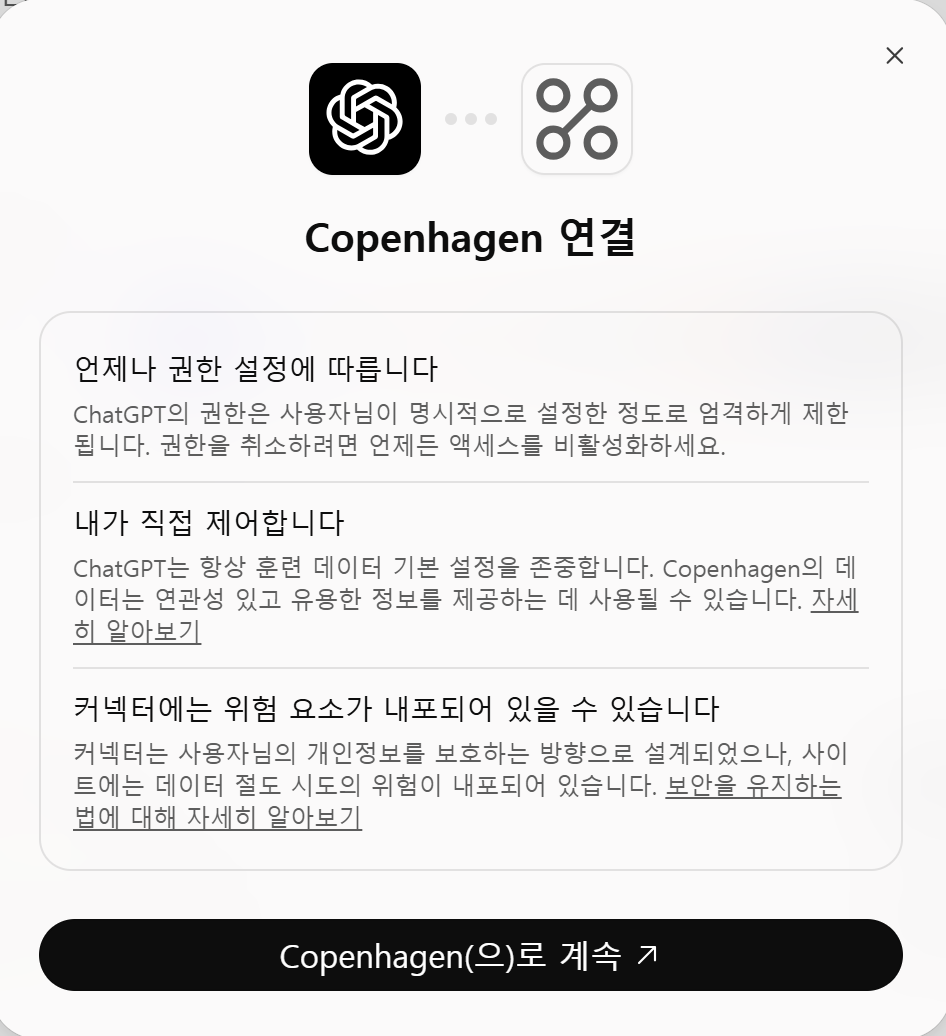 Copenhagen 연결
언제나 권한 설정에 따릅니다
ChatGPT의 권한은 사용자님이 명시적으로 설정한 정도로 엄격하게 제한
됩니다. 권한을 취소하려면 언제든 액세스를 비활성화하세요.
내가 직접 제어합니다
ChatGPT는 항상 훈련 데이터 기본 설정을 존중합니다. Copenhagen의 데
이터는 연관성 있고 유용한 정보를 제공하는 데 사용될 수 있습니다. 자세
히 알아보기
커넥터에는 위험 요소가 내포되어 있을 수 있습니다
커넥터는 사용자님의 개인정보를 보호하는 방향으로 설계되었으나, 사이
트에는 데이터 절도 시도의 위험이 내포되어 있습니다. 보안을 유지하는
법에 대해 자세히 알아보기
Copenhagen(으)로 계속